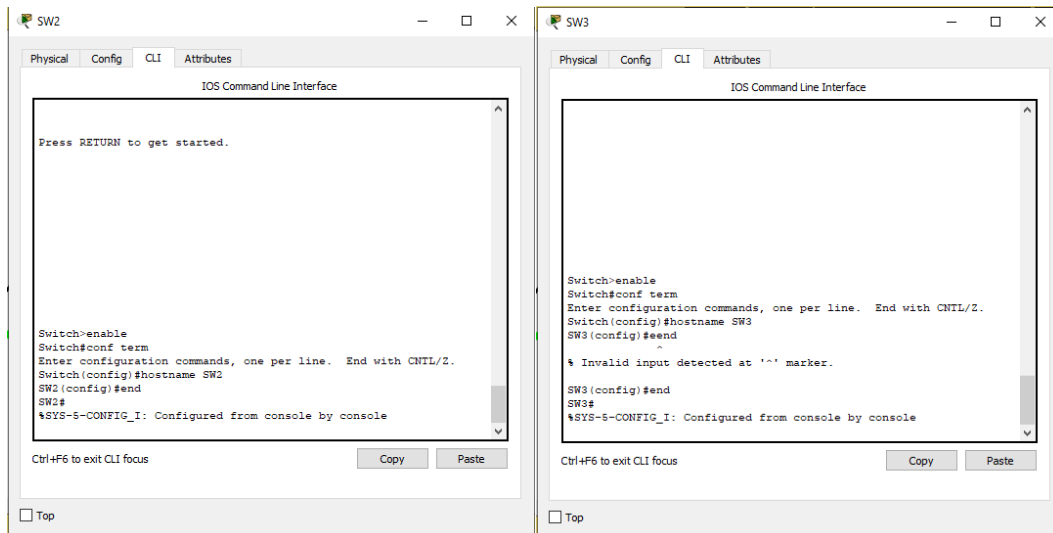 SW2
Physical Config CLI Attributes
IOS Command Line Interface
Press RETURN to get started.
Switch>enable
Switch#conf term
Enter configuration commands, one per line.  End with CNTL/Z.
Switch(config)#hostname SW2
SW2(config)#end
SW2#
%SYS-5-CONFIG_I: Configured from console by console
Ctrl+F6 to exit CLI focus
Copy Paste
Top
SW3
Physical Config CLI Attributes
IOS Command Line Interface
Switch>enable
Switch#conf term
Enter configuration commands, one per line.  End with CNTL/Z.
Switch(config)#hostname SW3
SW3(config)#eend
^
% Invalid input detected at '^' marker.
SW3(config)#end
SW3#
%SYS-5-CONFIG_I: Configured from console by console
Ctrl+F6 to exit CLI focus
Copy Paste
Top